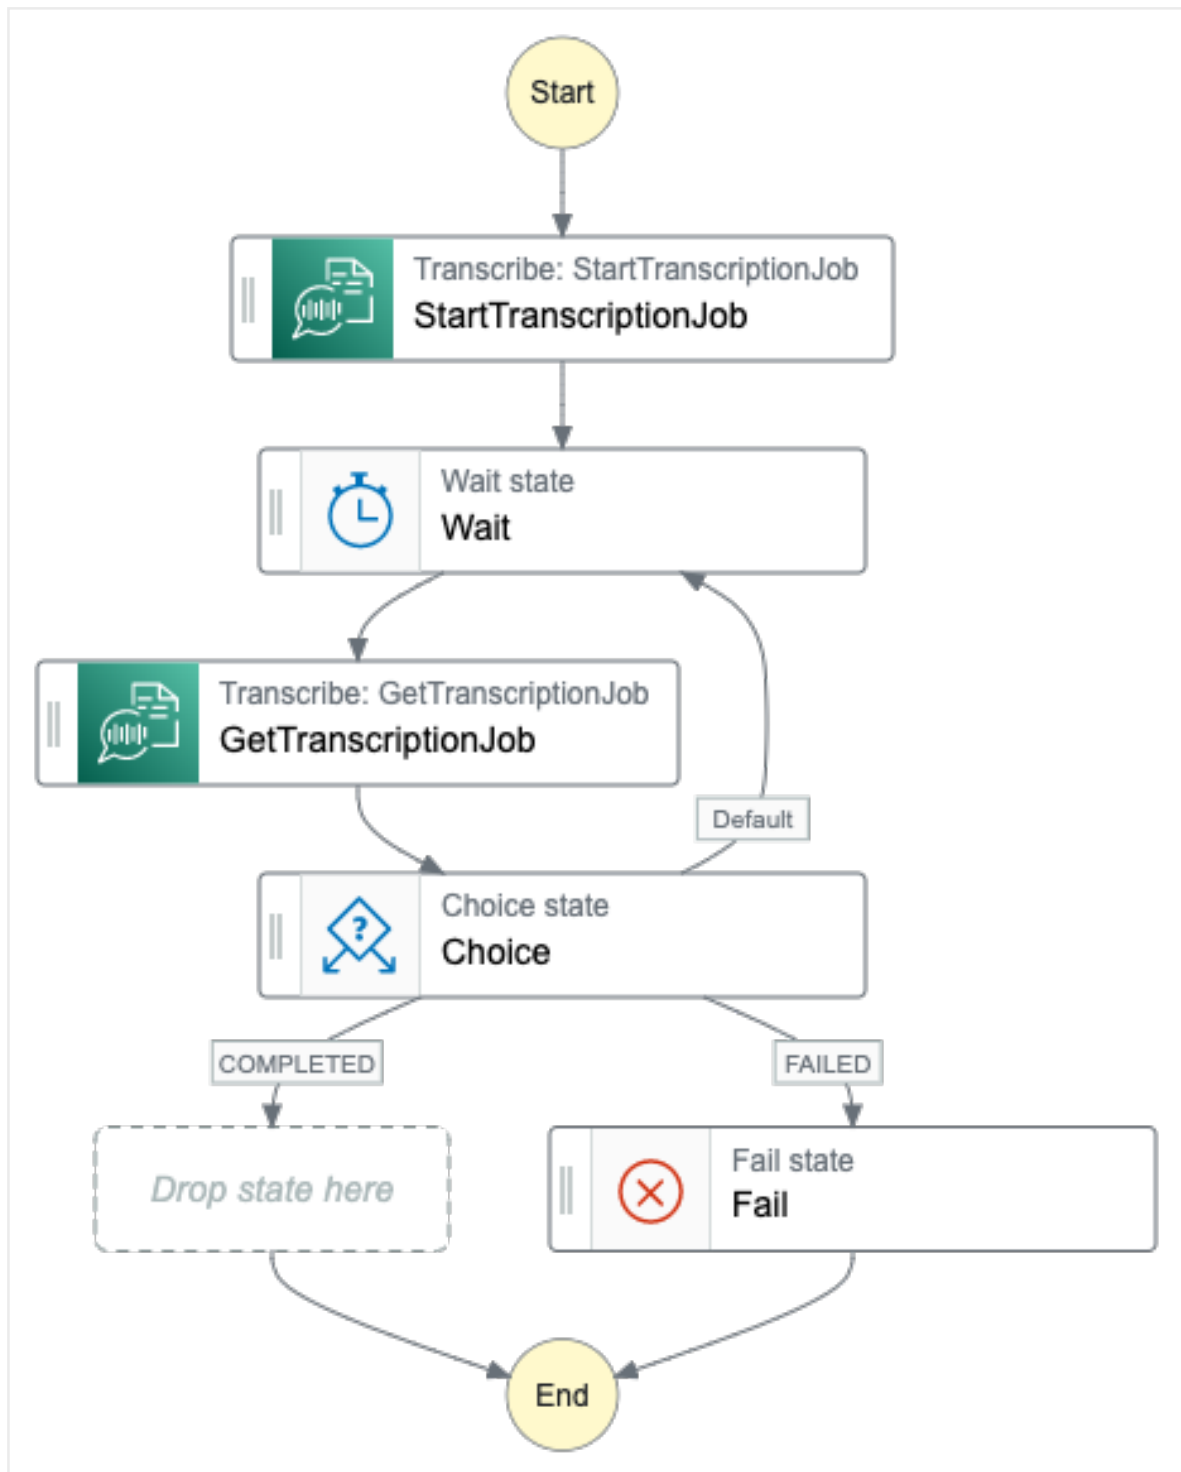 Start
Transcribe: StartTranscriptionJob
StartTranscriptionJob
Wait state
Wait
Transcribe: GetTranscriptionJob
GetTranscriptionJob
Default
Choice state
Choice
COMPLETED
FAILED
Drop state here
Fail state
Fail
End